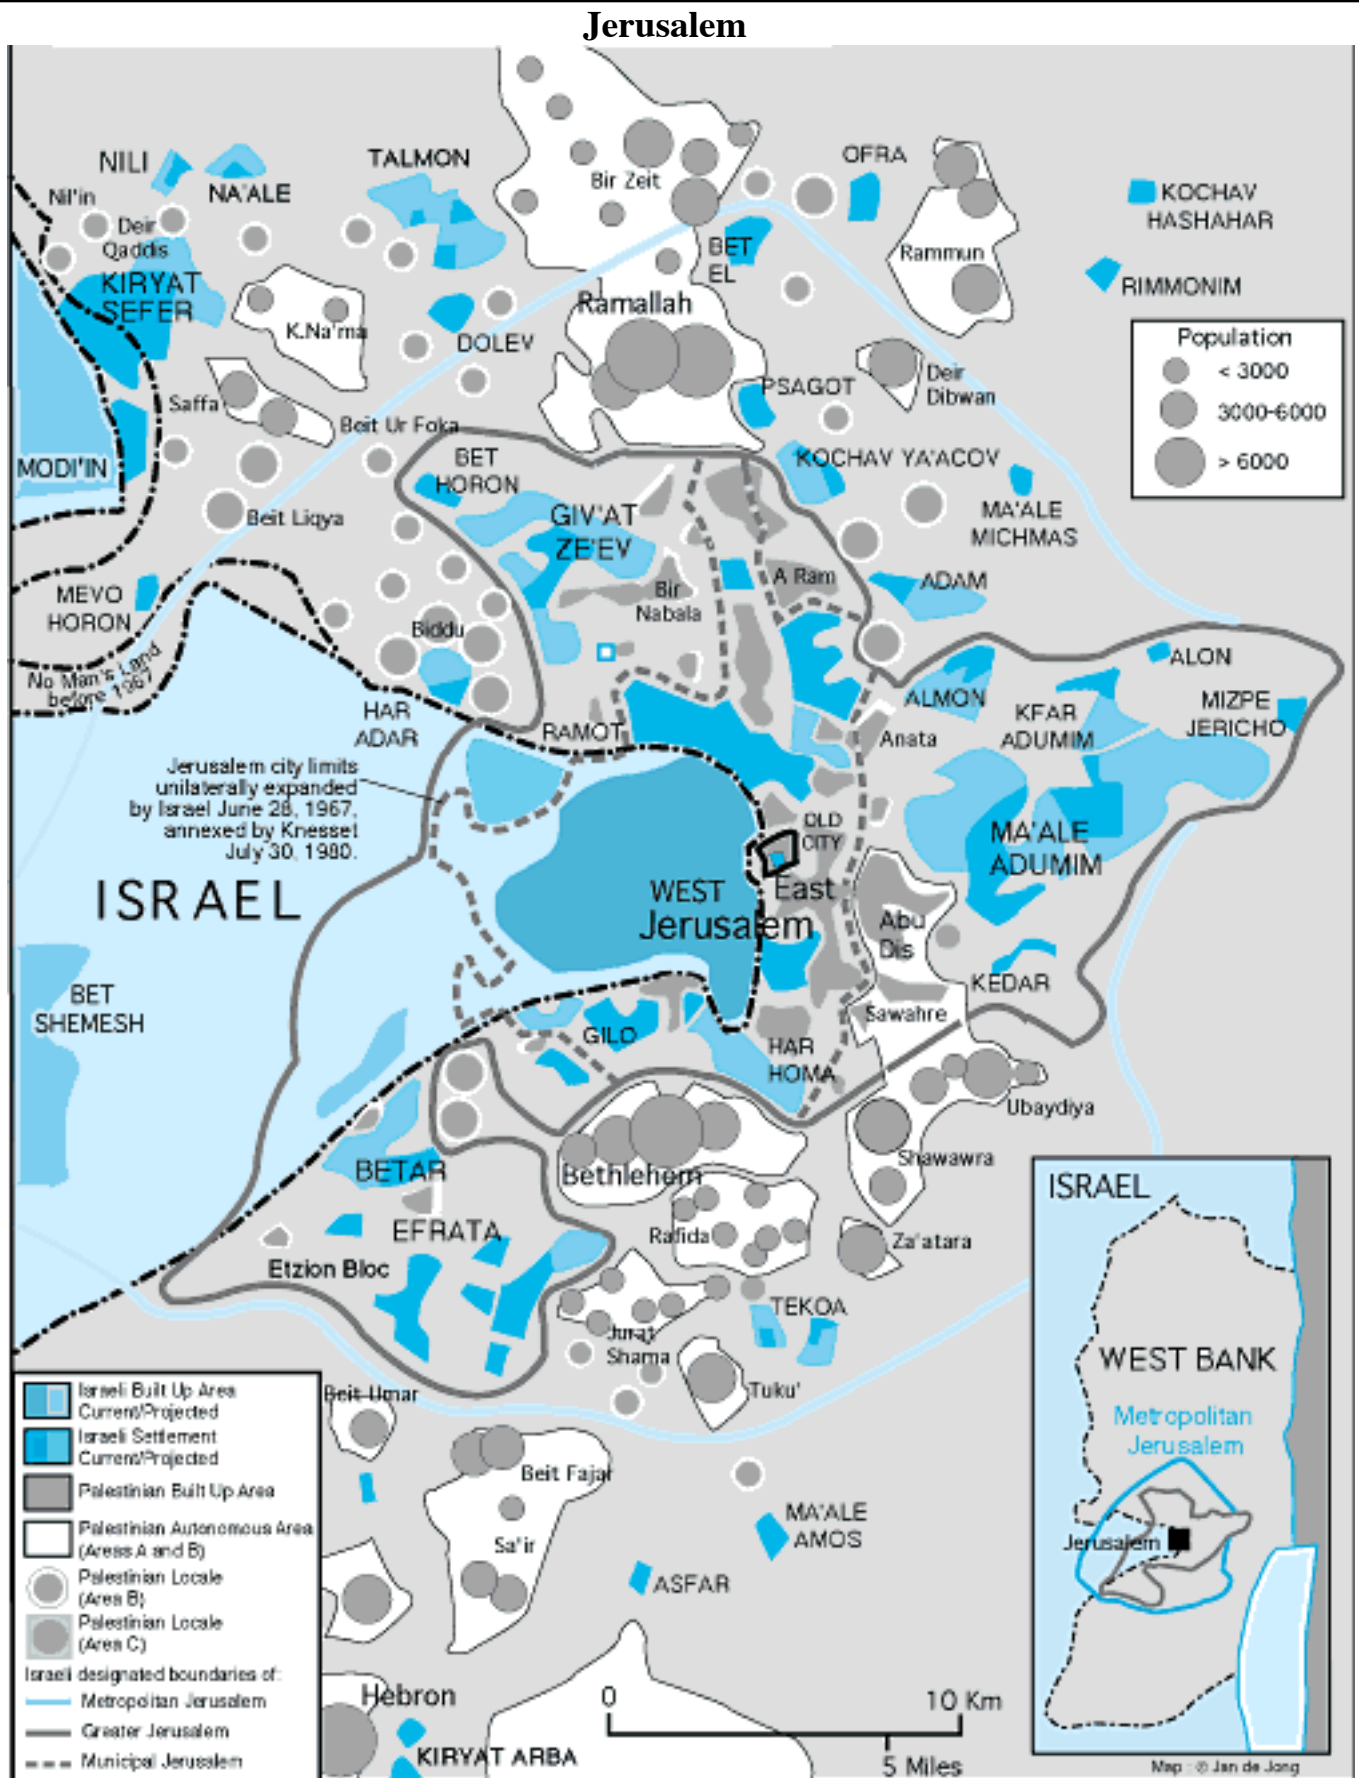 Jerusalem
NILI
NA'ALE
TALMON
Bir Zeit
OFRA
KOCHAV
HASHAHAR
Nil'in
Deir
Qaddis
BET
EL
Rammun
KIRYAT
SEFER
RIMMONIM
K.Na'ma
Ramallah
DOLEV
Population
< 3000
3000-6000
> 6000
Saffa
Beit Ur Foka
PSAGOT
Deir
Dibwan
MODI'IN
BET
HORON
KOCHAV YA'ACOV
Beit Liqya
GIV'AT
ZE'EV
MA'ALE
MICHMAS
MEVO
HORON
Bir
Nabala
A Ram
ADAM
Biddu
No Man's Land
before 1967
ALON
HAR
ADAR
RAMOT
ALMON
KFAR
ADUMIM
MIZPE
JERICHO
Anata
Jerusalem city limits
unilaterally expanded
by Israel June 28, 1967,
annexed by Knesset
July 30, 1980.
OLD
CITY
MA'ALE
ADUMIM
ISRAEL
WEST
East
Jerusalem
Abu
Dis
BET
SHEMESH
KEDAR
Sawahre
GILO
HAR
HOMA
Ubaydiya
BETAR
Bethlehem
Shawawra
EFRATA
Rafida
Za'atara
Etzion Bloc
TEKOA
Jurat
Shama
Tuku'
Beit Umar
Beit Fajar
Sa'ir
MA'ALE
AMOS
ASFAR
Hebron
KIRYAT ARBA
0
10 Km
5 Miles
Israeli Built Up Area
Current/Projected
Israeli Settlement
Current/Projected
Palestinian Built Up Area
Palestinian Autonomous Area
(Areas A and B)
Palestinian Locale
(Area B)
Palestinian Locale
(Area C)
Israeli designated boundaries of:
Metropolitan Jerusalem
Greater Jerusalem
Municipal Jerusalem
ISRAEL
WEST BANK
Metropolitan
Jerusalem
Jerusalem
Map : © Jan de Jong